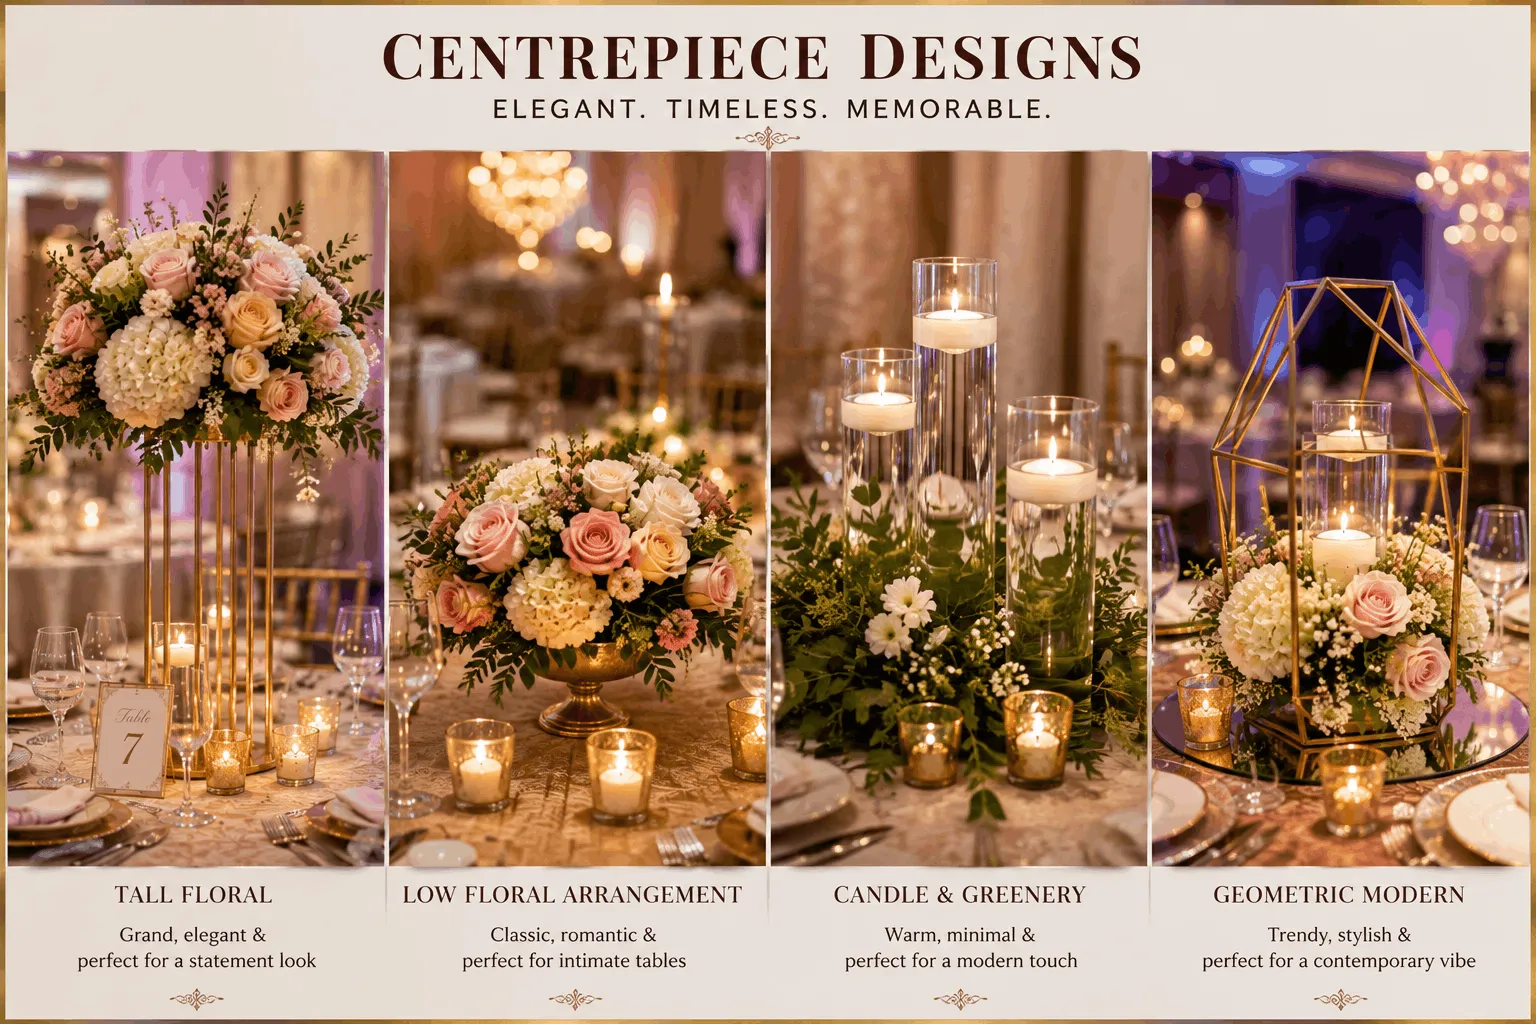 CENTREPIECE DESIGNS
ELEGANT. TIMELESS. MEMORABLE.
Table
7
TALL FLORAL
Grand, elegant &
perfect for a statement look
LOW FLORAL ARRANGEMENT
Classic, romantic &
perfect for intimate tables
CANDLE & GREENERY
Warm, minimal &
perfect for a modern touch
GEOMETRIC MODERN
Trendy, stylish &
perfect for a contemporary vibe